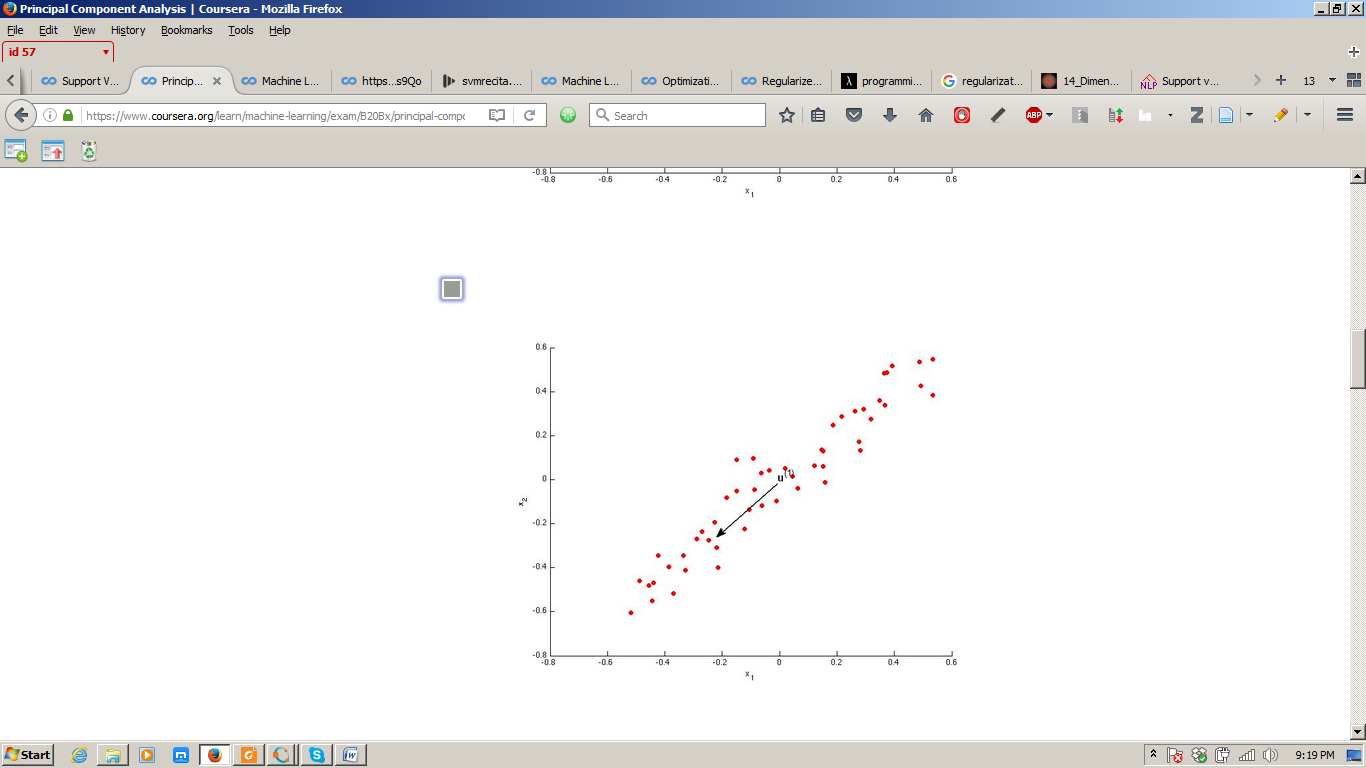 Principal Component Analysis | Coursera - Mozilla Firefox
File Edit View History Bookmarks Tools Help
id 57
Support V... Princip... Machine L... https...s9Qo svmrecita... Machine L... Optimizati... Regularize... programmi... regularizat... 14_Dimen... Support v... 13
https://www.coursera.org/learn/machine-learning/exam/B20Bx/principal-compo Search ABP
-0.8
-0.8 -0.6 -0.4 -0.2 0 0.2 0.4 0.6
x1
0.6
0.4
0.2
0
-0.2
-0.4
-0.6
-0.8
x2
u(1)
-0.8 -0.6 -0.4 -0.2 0 0.2 0.4 0.6
x1
Start 9:19 PM